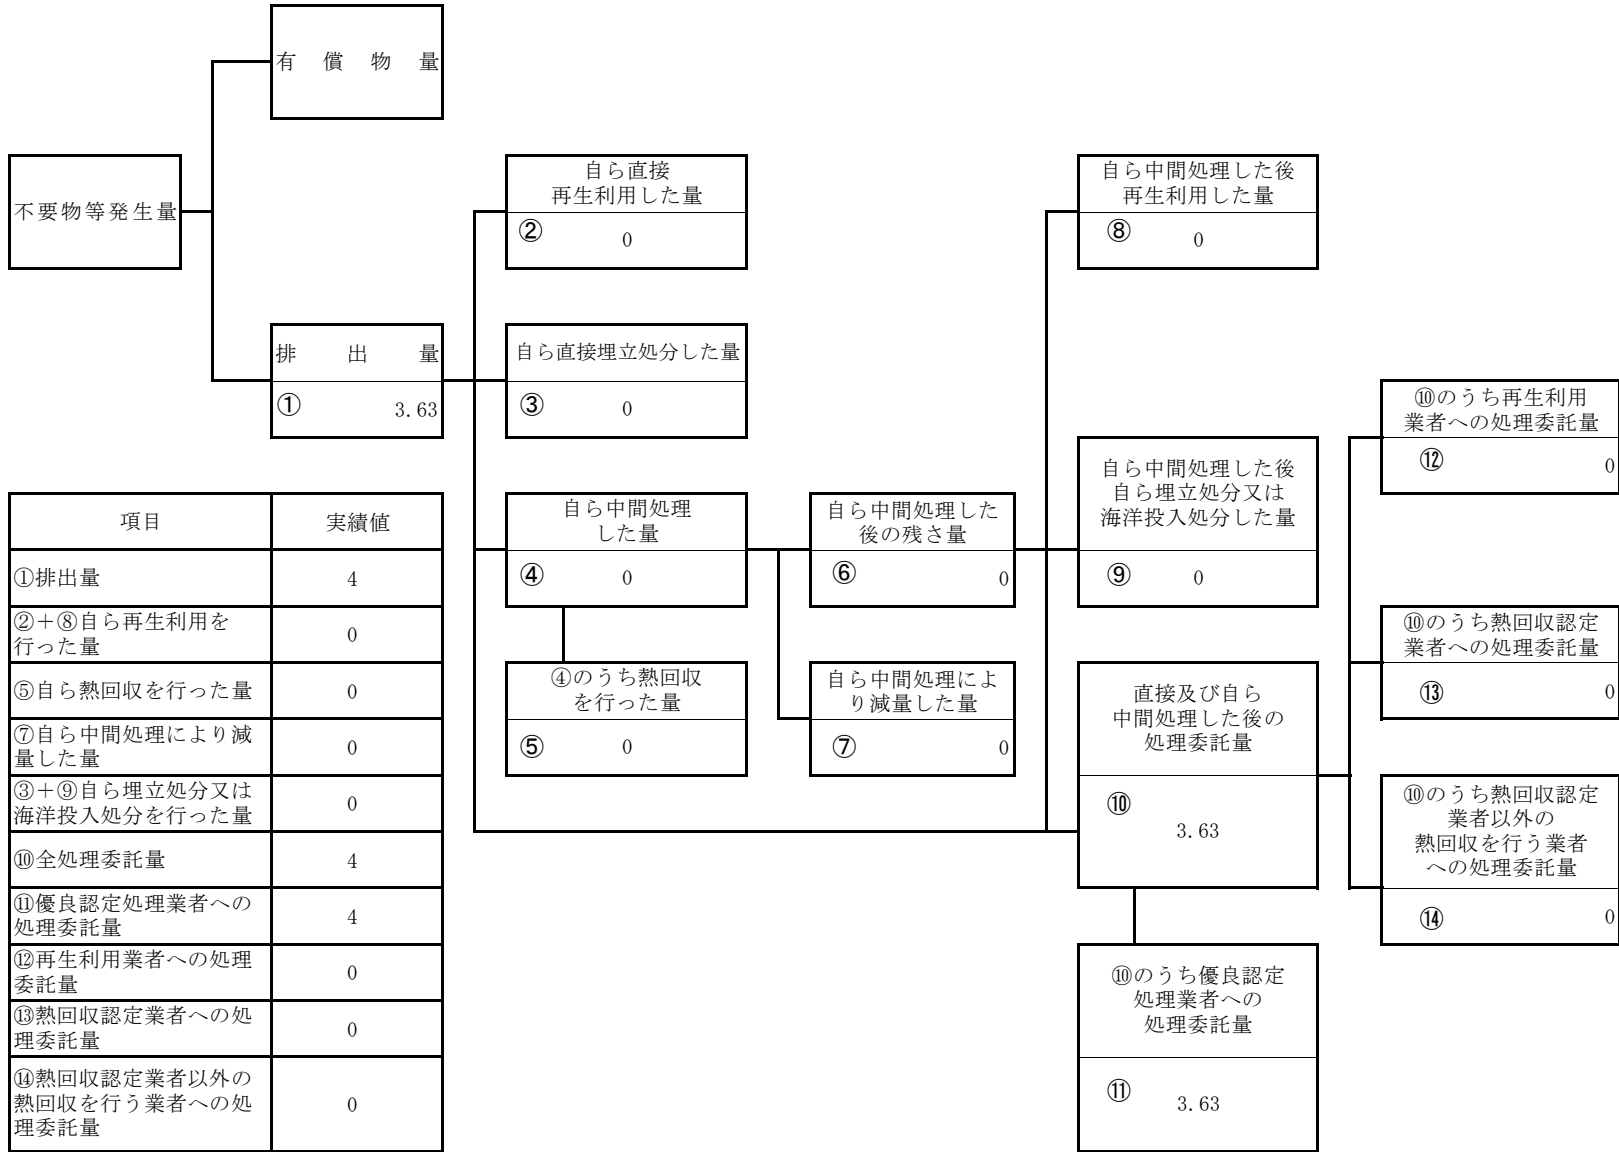 有償物量
不要物等発生量
排出量
① 3.63
自ら直接
再生利用した量
② 0
自ら直接埋立処分した量
③ 0
自ら中間処理
した量
④ 0
④のうち熱回収
を行った量
⑤ 0
自ら中間処理した
後の残さ量
⑥ 0
自ら中間処理によ
り減量した量
⑦ 0
自ら中間処理した後
再生利用した量
⑧ 0
自ら中間処理した後
自ら埋立処分又は
海洋投入処分した量
⑨ 0
直接及び自ら
中間処理した後の
処理委託量
⑩
3.63
⑩のうち優良認定
処理業者への
処理委託量
⑪
3.63
⑩のうち再生利用
業者への処理委託量
⑫ 0
⑩のうち熱回収認定
業者への処理委託量
⑬ 0
⑩のうち熱回収認定
業者以外の
熱回収を行う業者
への処理委託量
⑭ 0
項目 実績値
①排出量 4
②+⑧自ら再生利用を
行った量 0
⑤自ら熱回収を行った量 0
⑦自ら中間処理により減
量した量 0
③+⑨自ら埋立処分又は
海洋投入処分を行った量 0
⑩全処理委託量 4
⑪優良認定処理業者への
処理委託量 4
⑫再生利用業者への処理
委託量 0
⑬熱回収認定業者への処
理委託量 0
⑭熱回収認定業者以外の
熱回収を行う業者への処
理委託量 0